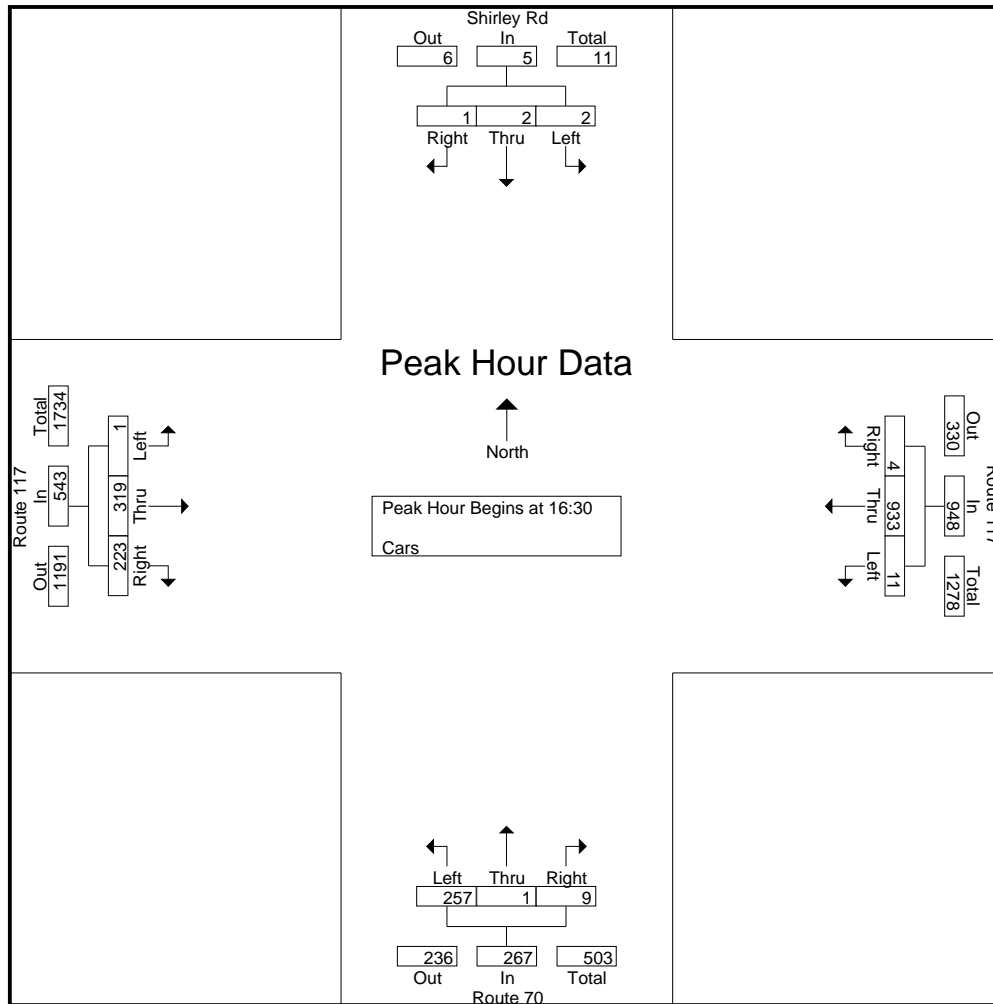 Shirley Rd
Out In Total
6 5 11
1 2 2
Right Thru Left
Peak Hour Data
North
Peak Hour Begins at 16:30
Cars
Route 117
Total In Out
1734 543 1191
1 319 223
Left Thru Right
Route 117
Out In Total
330 948 1278
4 933 11
Right Thru Left
Left Thru Right
257 1 9
236 267 503
Out In Total
Route 70